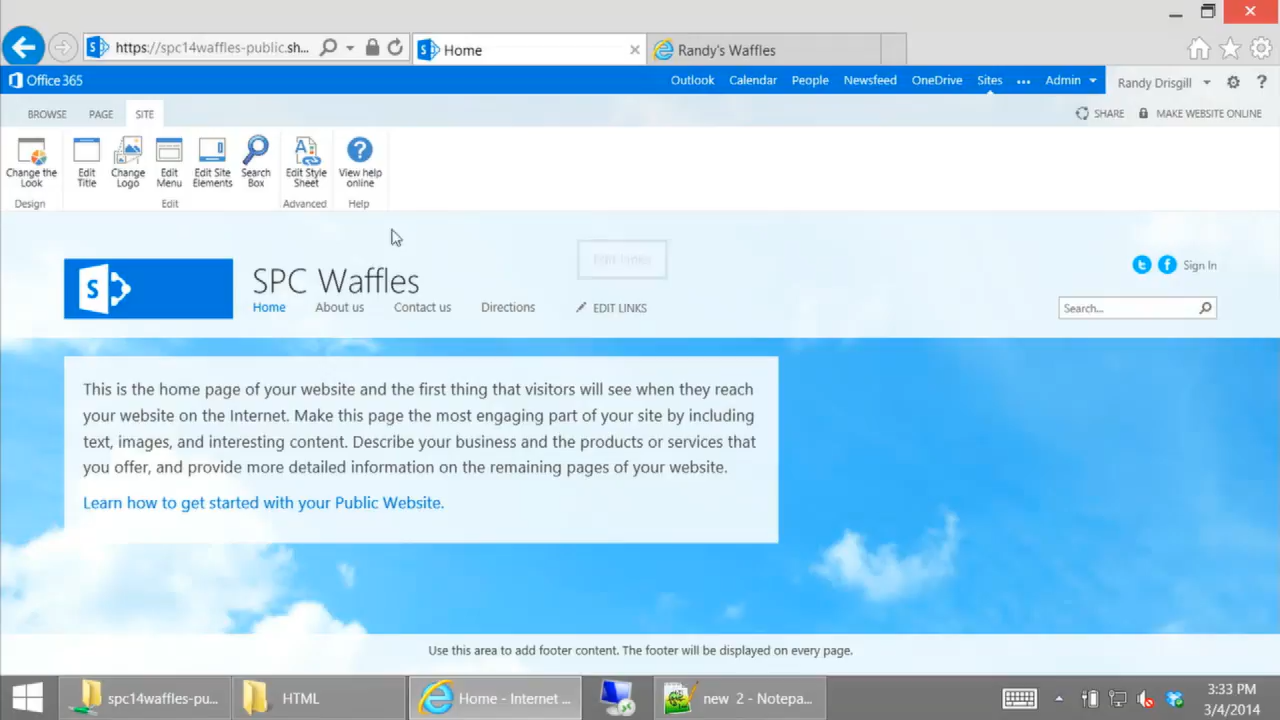 https://spc14waffles-public.sh...
Home
Randy's Waffles
Office 365
Outlook
Calendar
People
Newsfeed
OneDrive
Sites
...
Admin
Randy Drisgill
?
BROWSE
PAGE
SITE
SHARE
MAKE WEBSITE ONLINE
Change the
Look
Edit
Title
Change
Logo
Edit
Menu
Edit Site
Elements
Search
Box
Edit Style
Sheet
View help
online
Design
Edit
Advanced
Help
SPC Waffles
Edit links
Sign In
Home
About us
Contact us
Directions
EDIT LINKS
Search...
This is the home page of your website and the first thing that visitors will see when they reach
your website on the Internet. Make this page the most engaging part of your site by including
text, images, and interesting content. Describe your business and the products or services that
you offer, and provide more detailed information on the remaining pages of your website.
Learn how to get started with your Public Website.
Use this area to add footer content. The footer will be displayed on every page.
spc14waffles-pu...
HTML
Home - Internet ...
new 2 - Notepa...
3:33 PM
3/4/2014